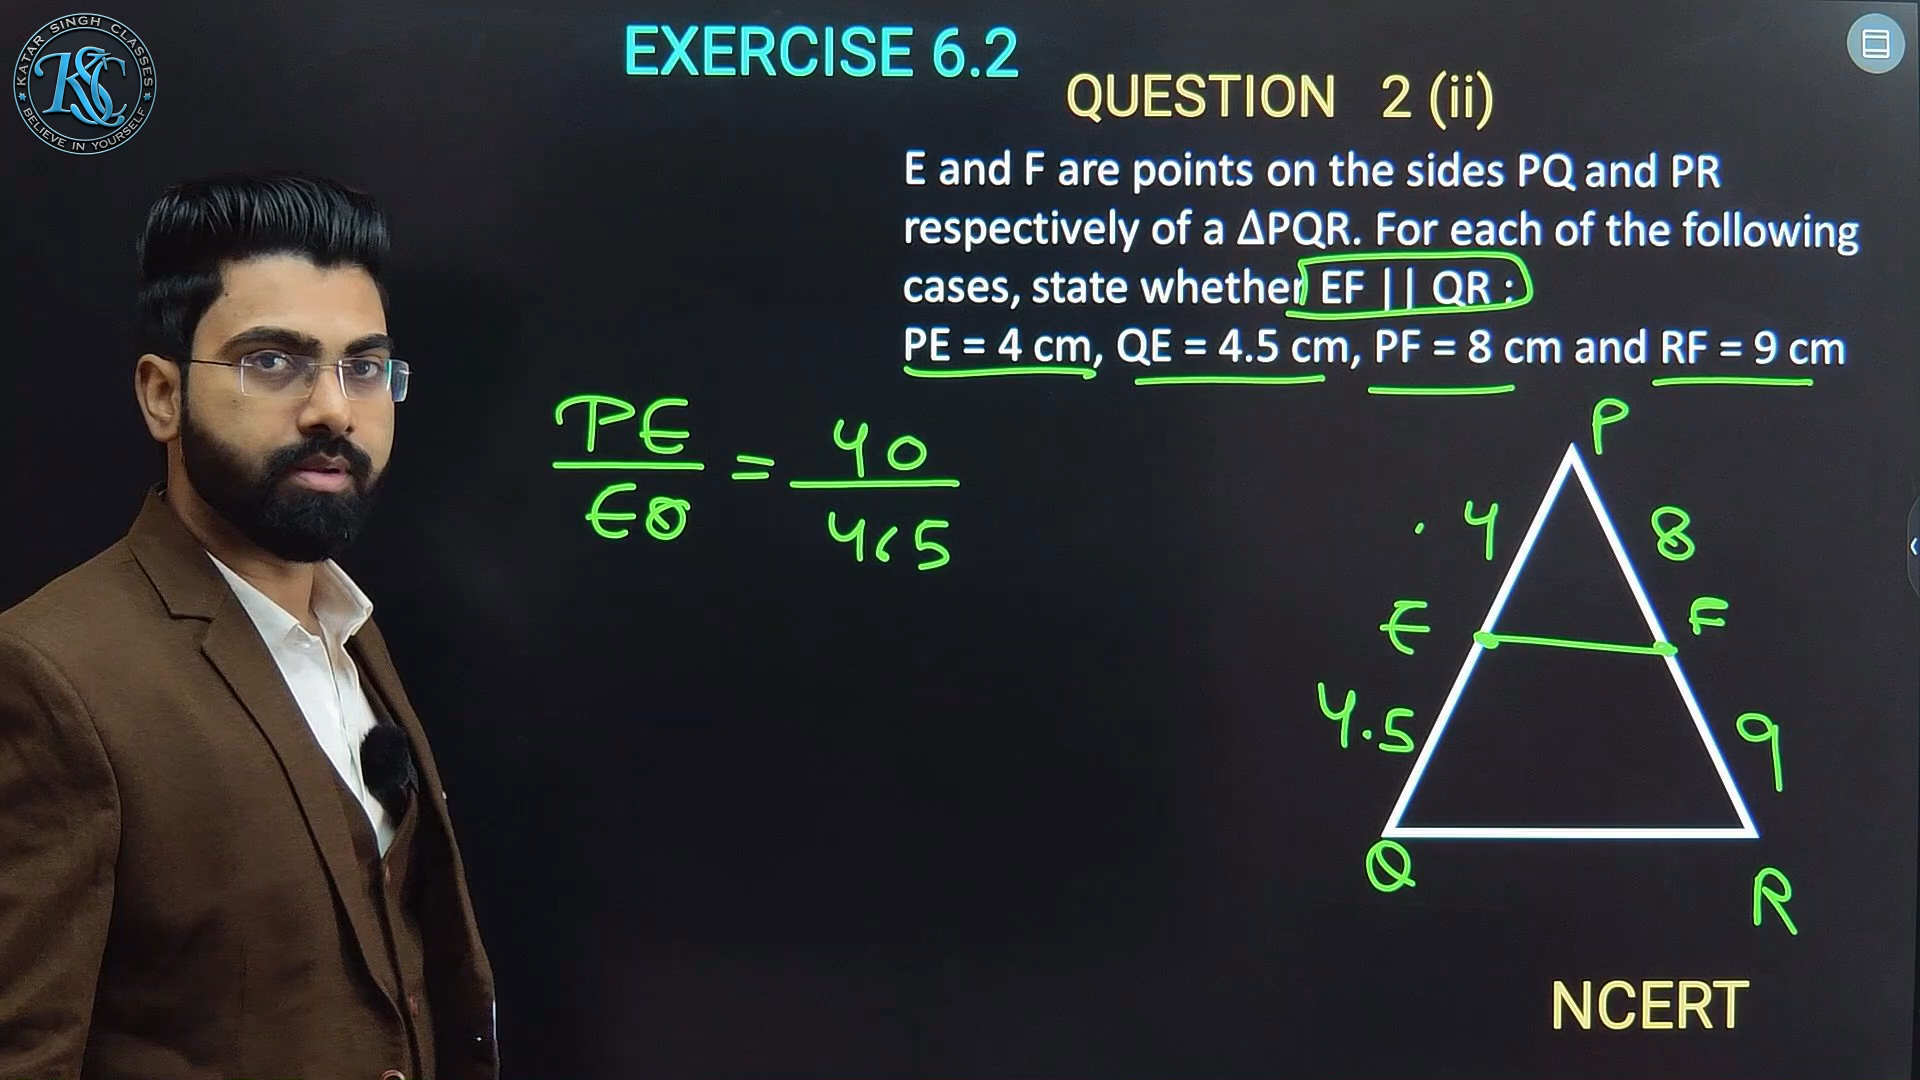 KATAR SINGH CLASSES
KSC
★ BELIEVE IN YOURSELF ★
EXERCISE 6.2
QUESTION 2 (ii)
E and F are points on the sides PQ and PR
respectively of a ΔPQR. For each of the following
cases, state whether EF || QR :
PE = 4 cm, QE = 4.5 cm, PF = 8 cm and RF = 9 cm
PE = 40
EQ 4.5
P
4 8
E F
4.5 9
Q R
NCERT